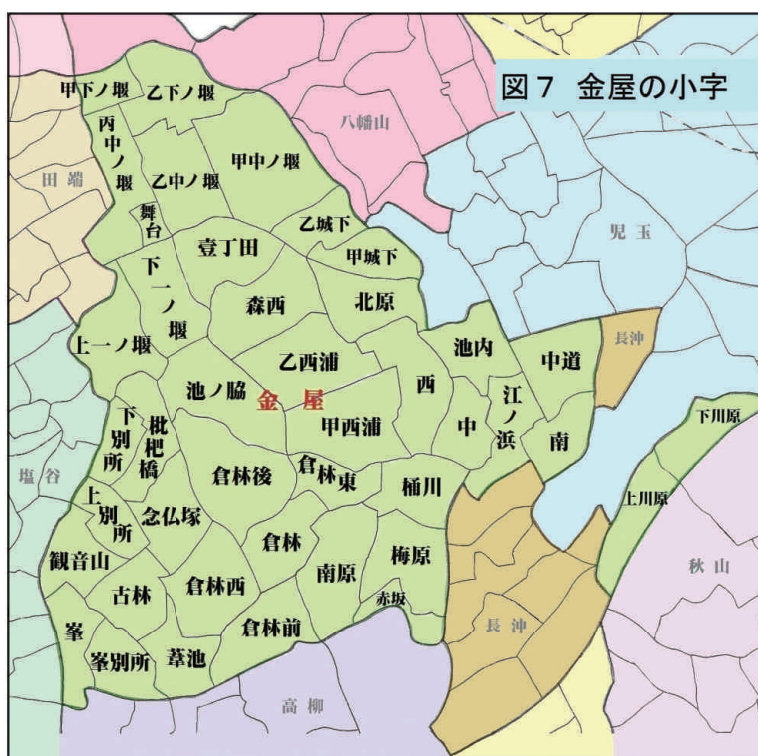 図７ 金屋の小字
甲下ノ堰
乙下ノ堰
丙中ノ堰
乙中ノ堰
甲中ノ堰
八幡山
田端
舞台
乙城下
甲城下
児玉
壹丁田
下一ノ堰
森西
北原
上一ノ堰
乙西浦
池内
中道
長沖
池ノ脇
金屋
甲西浦
西
中
江ノ浜
南
下川原
下別所
枇杷橋
倉林後
倉林東
桶川
上川原
塩谷
上別所
念仏塚
観音山
倉林
南原
梅原
秋山
古林
倉林西
赤坂
倉林前
長沖
峯
峯別所
葦池
高柳